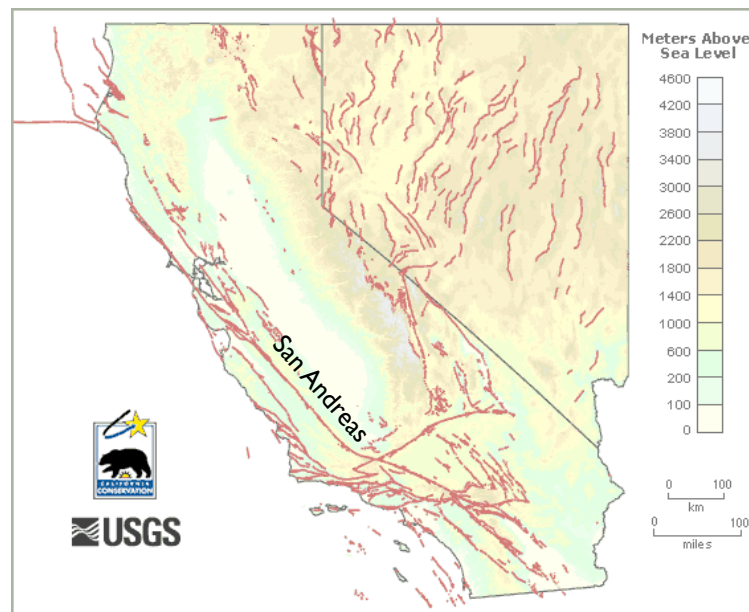 Meters Above
Sea Level
4600
4200
3800
3400
3000
2600
2200
1800
1400
1000
600
200
100
0
San Andreas
CALIFORNIA
CONSERVATION
USGS
0 100
km
0 100
miles